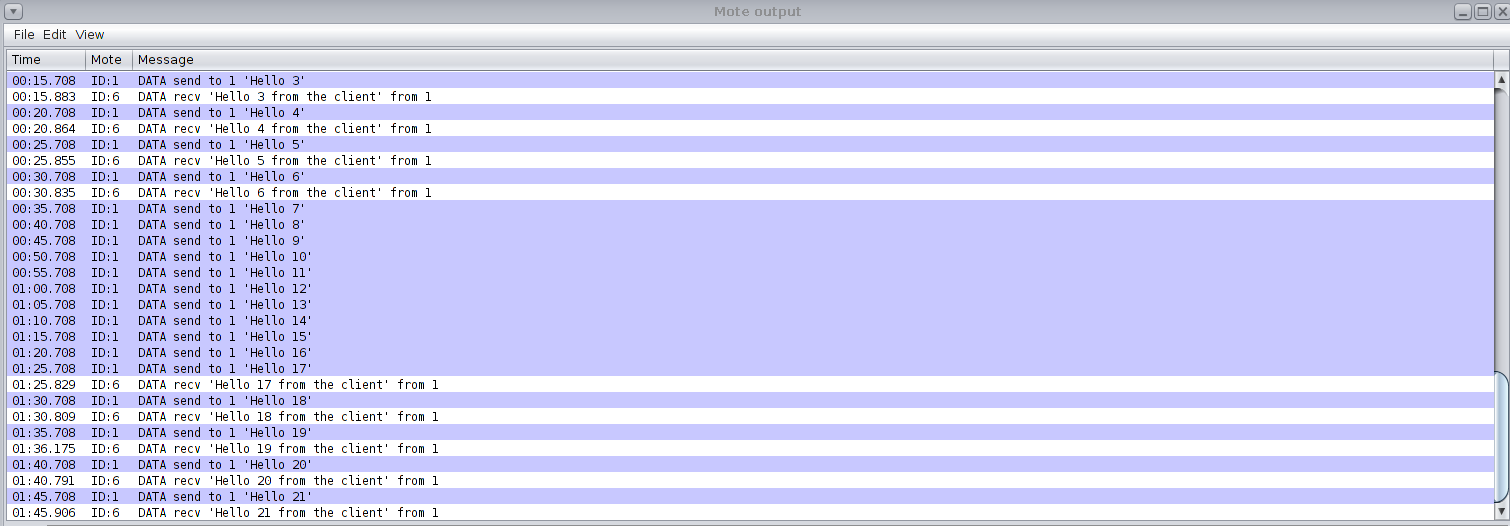 Mote output
File Edit View
Time Mote Message
00:15.708 ID:1 DATA send to 1 'Hello 3'
00:15.883 ID:6 DATA recv 'Hello 3 from the client' from 1
00:20.708 ID:1 DATA send to 1 'Hello 4'
00:20.864 ID:6 DATA recv 'Hello 4 from the client' from 1
00:25.708 ID:1 DATA send to 1 'Hello 5'
00:25.855 ID:6 DATA recv 'Hello 5 from the client' from 1
00:30.708 ID:1 DATA send to 1 'Hello 6'
00:30.835 ID:6 DATA recv 'Hello 6 from the client' from 1
00:35.708 ID:1 DATA send to 1 'Hello 7'
00:40.708 ID:1 DATA send to 1 'Hello 8'
00:45.708 ID:1 DATA send to 1 'Hello 9'
00:50.708 ID:1 DATA send to 1 'Hello 10'
00:55.708 ID:1 DATA send to 1 'Hello 11'
01:00.708 ID:1 DATA send to 1 'Hello 12'
01:05.708 ID:1 DATA send to 1 'Hello 13'
01:10.708 ID:1 DATA send to 1 'Hello 14'
01:15.708 ID:1 DATA send to 1 'Hello 15'
01:20.708 ID:1 DATA send to 1 'Hello 16'
01:25.708 ID:1 DATA send to 1 'Hello 17'
01:25.829 ID:6 DATA recv 'Hello 17 from the client' from 1
01:30.708 ID:1 DATA send to 1 'Hello 18'
01:30.809 ID:6 DATA recv 'Hello 18 from the client' from 1
01:35.708 ID:1 DATA send to 1 'Hello 19'
01:36.175 ID:6 DATA recv 'Hello 19 from the client' from 1
01:40.708 ID:1 DATA send to 1 'Hello 20'
01:40.791 ID:6 DATA recv 'Hello 20 from the client' from 1
01:45.708 ID:1 DATA send to 1 'Hello 21'
01:45.906 ID:6 DATA recv 'Hello 21 from the client' from 1